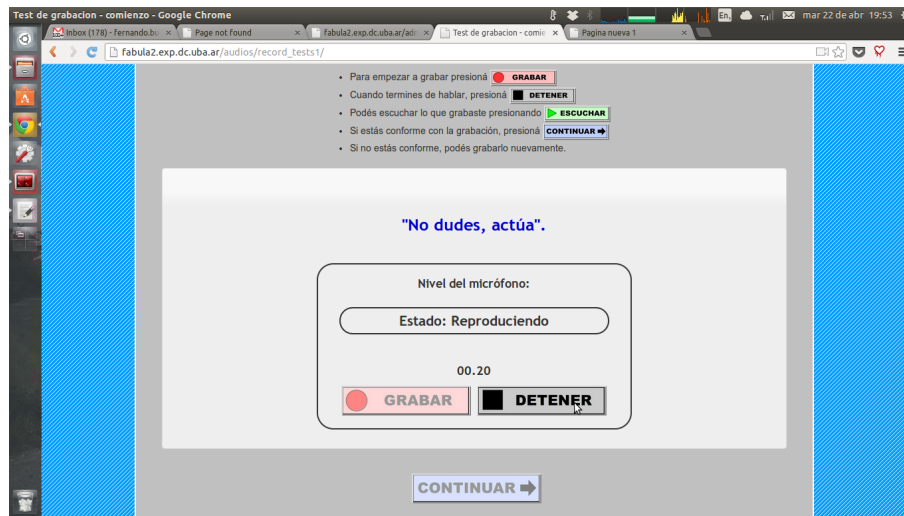 Test de grabacion - comienzo - Google Chrome
En
mar 22 de abr 19:53
Inbox (178) - fernando.bu
Page not found
fabula2.exp.dc.uba.ar/adm
Test de grabacion - comie
Pagina nueva 1
fabula2.exp.dc.uba.ar/audios/record_tests1/
Para empezar a grabar presioná GRABAR
Cuando termines de hablar, presioná DETENER
Podés escuchar lo que grabaste presionando ESCUCHAR
Si estás conforme con la grabación, presioná CONTINUAR
Si no estás conforme, podés grabarlo nuevamente.
"No dudes, actúa".
Nivel del micrófono:
Estado: Reproduciendo
00.20
GRABAR DETENER
CONTINUAR